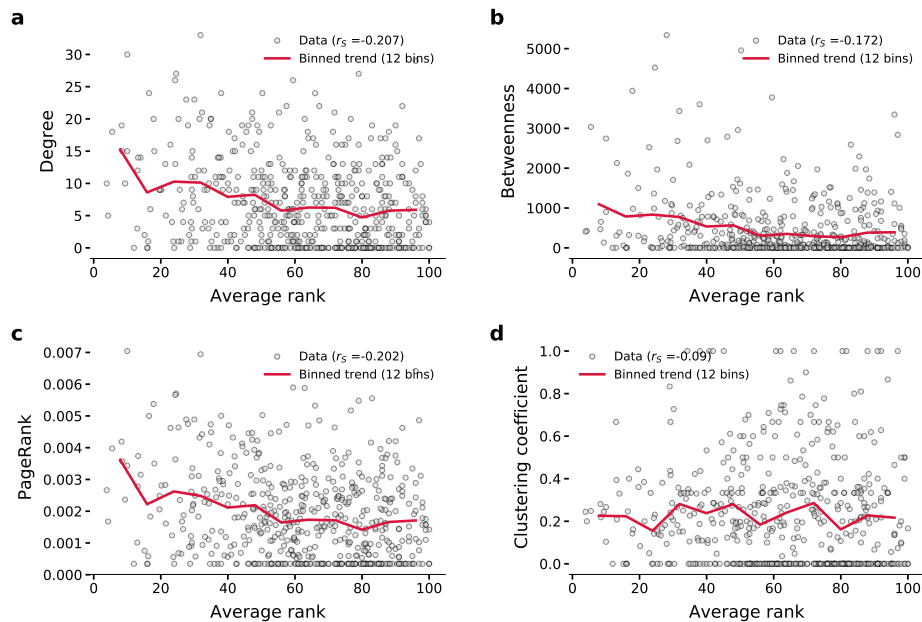 a
Data (rS =-0.207)
Binned trend (12 bins)
30
25
20
15
10
5
0
Degree
0 20 40 60 80 100
Average rank
b
Data (rS =-0.172)
Binned trend (12 bins)
5000
4000
3000
2000
1000
0
Betweenness
0 20 40 60 80 100
Average rank
c
Data (rS =-0.202)
Binned trend (12 bins)
0.007
0.006
0.005
0.004
0.003
0.002
0.001
0.000
PageRank
0 20 40 60 80 100
Average rank
d
Data (rS =-0.09)
Binned trend (12 bins)
1.0
0.8
0.6
0.4
0.2
0.0
Clustering coefficient
0 20 40 60 80 100
Average rank